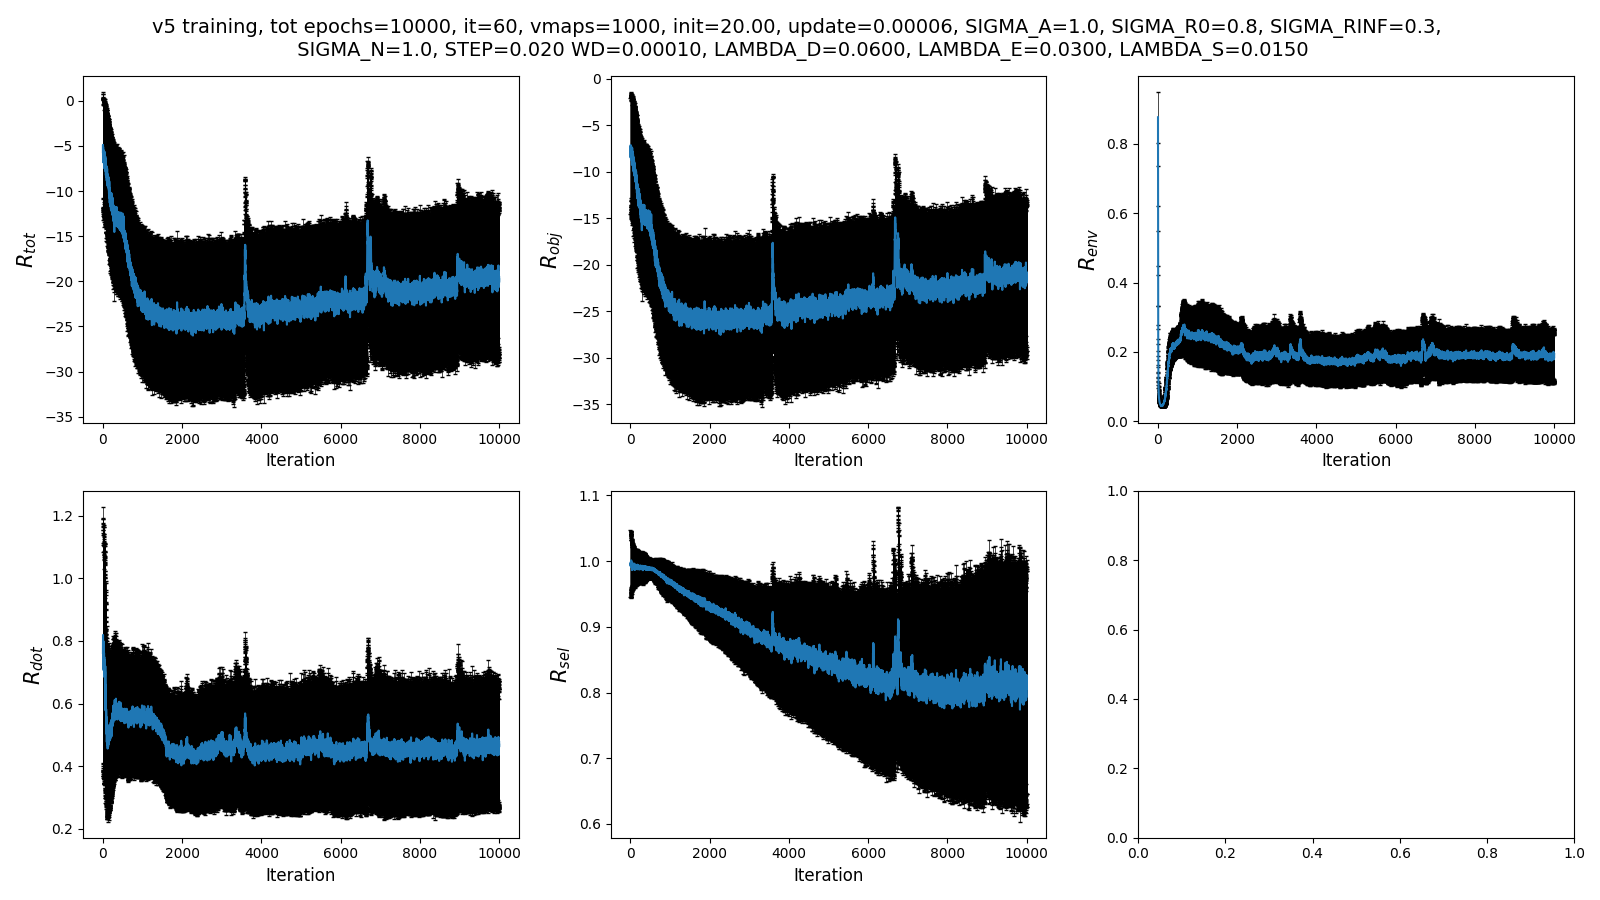 v5 training, tot epochs=10000, it=60, vmaps=1000, init=20.00, update=0.00006, SIGMA_A=1.0, SIGMA_R0=0.8, SIGMA_RINF=0.3,
SIGMA_N=1.0, STEP=0.020 WD=0.00010, LAMBDA_D=0.0600, LAMBDA_E=0.0300, LAMBDA_S=0.0150
R_tot
0
−5
−10
−15
−20
−25
−30
−35
0 2000 4000 6000 8000 10000
Iteration
R_obj
0
−5
−10
−15
−20
−25
−30
−35
0 2000 4000 6000 8000 10000
Iteration
R_env
0.8
0.6
0.4
0.2
0.0
0 2000 4000 6000 8000 10000
Iteration
R_dot
1.2
1.0
0.8
0.6
0.4
0.2
0 2000 4000 6000 8000 10000
Iteration
R_sel
1.1
1.0
0.9
0.8
0.7
0.6
0 2000 4000 6000 8000 10000
Iteration
1.0
0.8
0.6
0.4
0.2
0.0
0.0 0.2 0.4 0.6 0.8 1.0